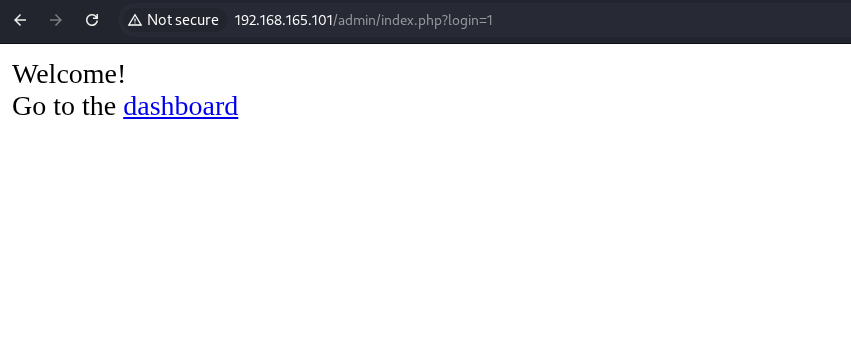 Not secure 192.168.165.101/admin/index.php?login=1
Welcome!
Go to the dashboard